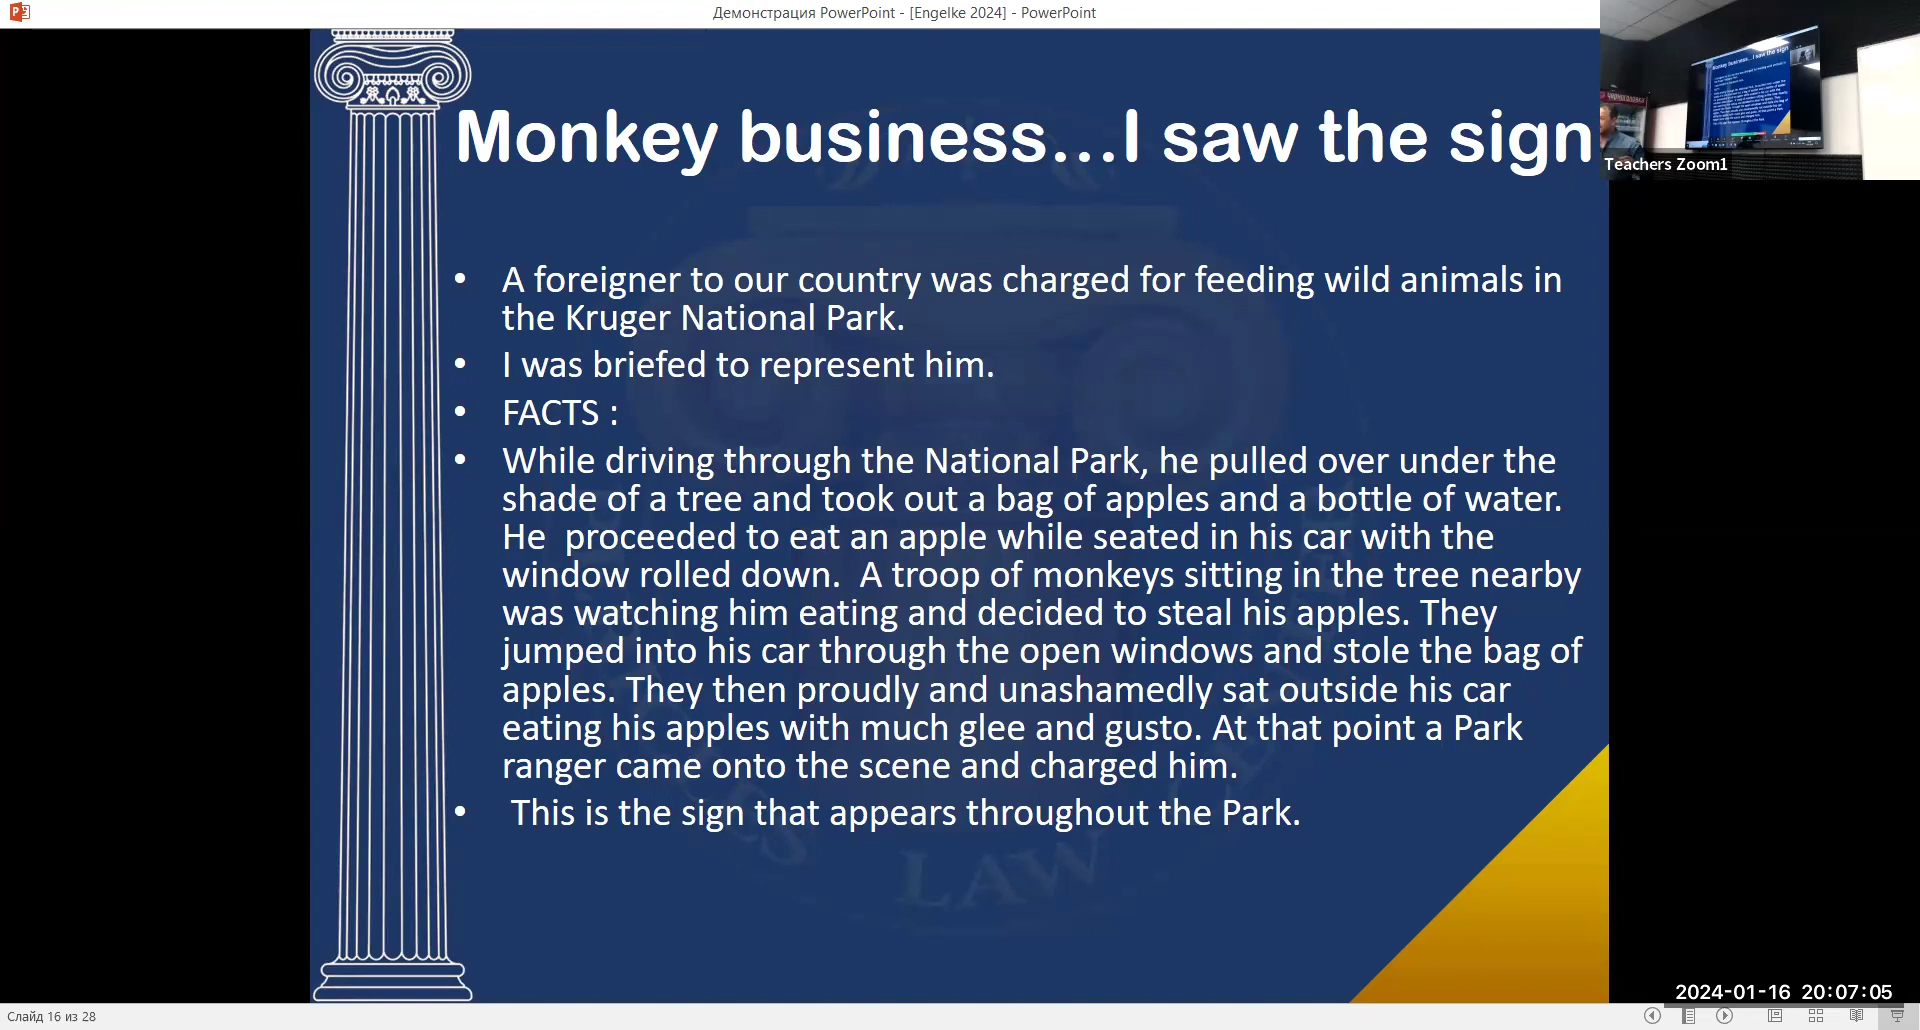 Демонстрация PowerPoint - [Engelke 2024] - PowerPoint
Monkey business...I saw the sign
Teachers Zoom1
• A foreigner to our country was charged for feeding wild animals in
the Kruger National Park.
• I was briefed to represent him.
• FACTS :
• While driving through the National Park, he pulled over under the
shade of a tree and took out a bag of apples and a bottle of water.
He  proceeded to eat an apple while seated in his car with the
window rolled down.  A troop of monkeys sitting in the tree nearby
was watching him eating and decided to steal his apples. They
jumped into his car through the open windows and stole the bag of
apples. They then proudly and unashamedly sat outside his car
eating his apples with much glee and gusto. At that point a Park
ranger came onto the scene and charged him.
• This is the sign that appears throughout the Park.
LAW
2024-01-16 20:07:05
Слайд 16 из 28